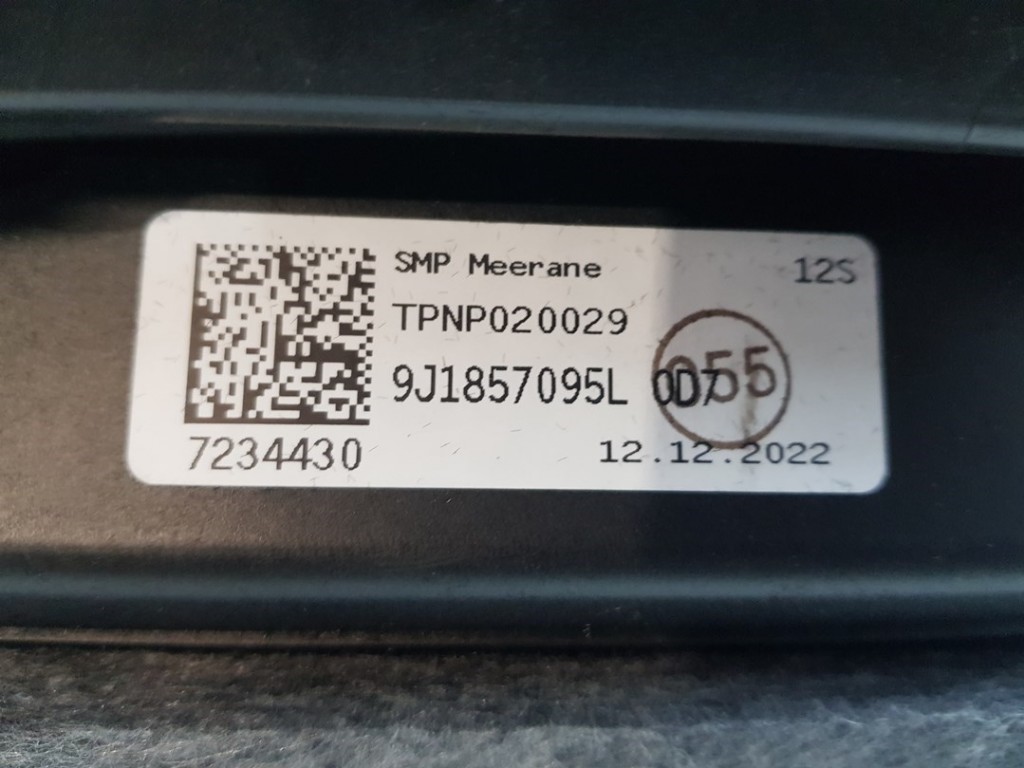 SMP Meerane
12S
TPNP020029
9J1857095L 0D7
055
7234430
12.12.2022